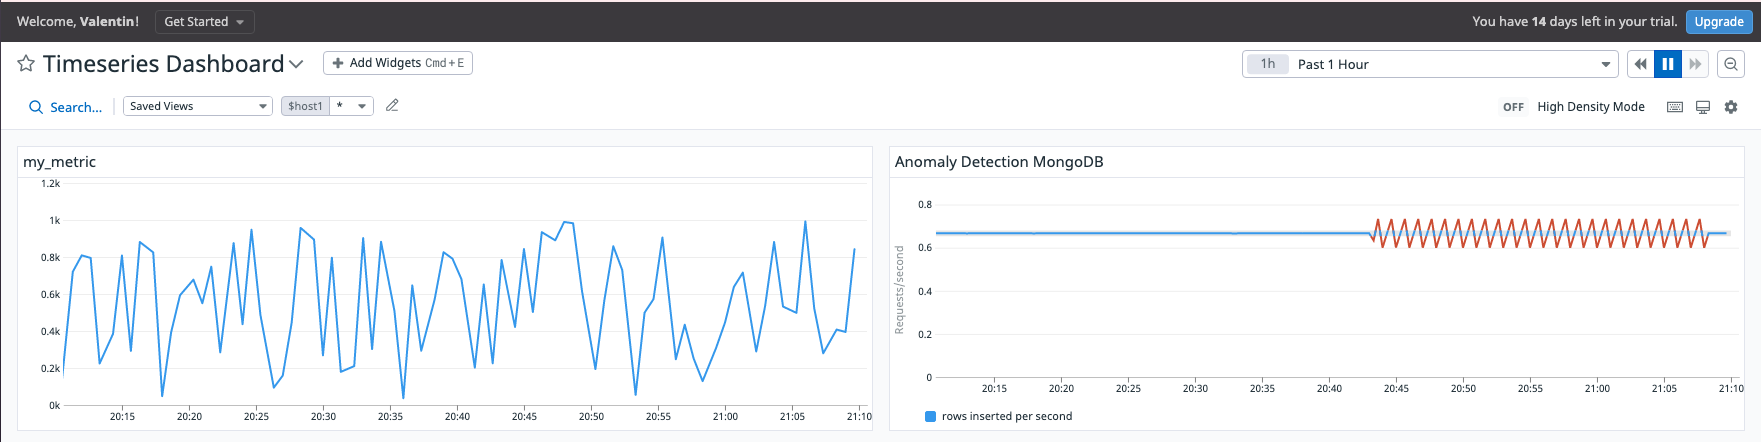 Welcome, Valentin! Get Started You have 14 days left in your trial. Upgrade
Timeseries Dashboard Add Widgets Cmd + E 1h Past 1 Hour
Search... Saved Views $host1 * OFF High Density Mode
my_metric
1.2k
1k
0.8k
0.6k
0.4k
0.2k
0k
20:15 20:20 20:25 20:30 20:35 20:40 20:45 20:50 20:55 21:00 21:05 21:10
Anomaly Detection MongoDB
Requests/second
0.8
0.6
0.4
0.2
0
20:15 20:20 20:25 20:30 20:35 20:40 20:45 20:50 20:55 21:00 21:05 21:10
rows inserted per second